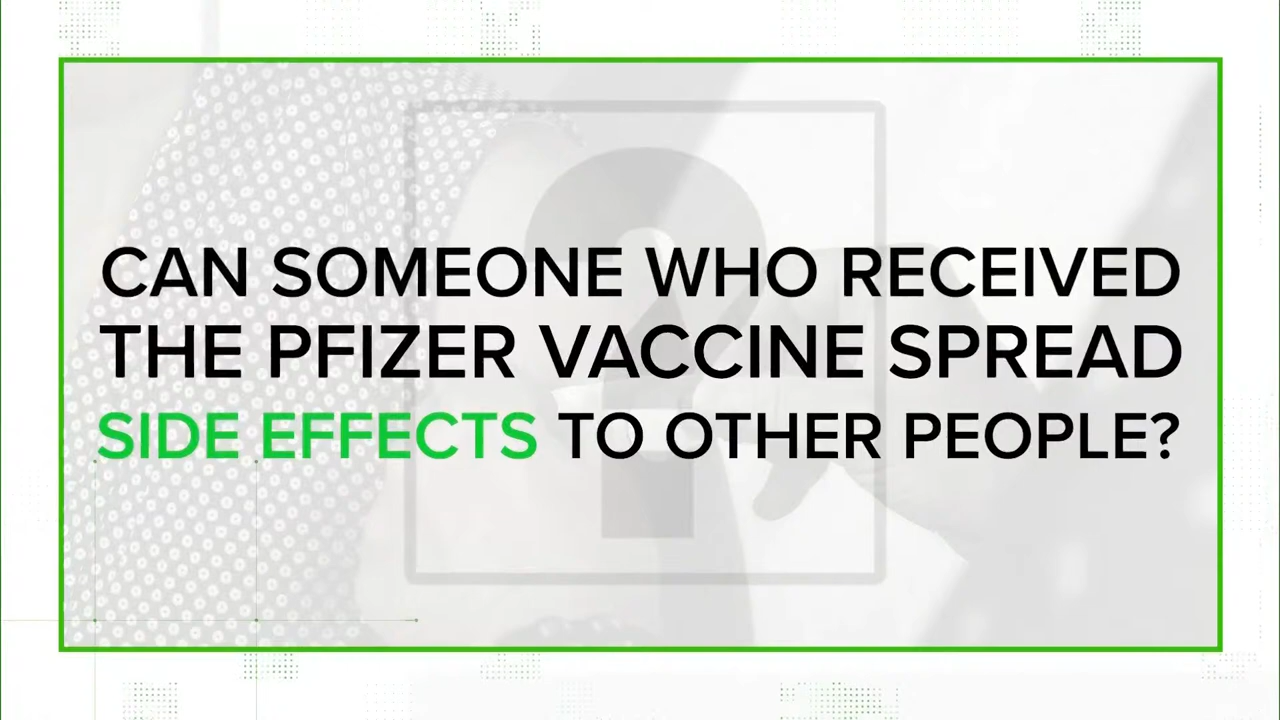 CAN SOMEONE WHO RECEIVED
THE PFIZER VACCINE SPREAD
SIDE EFFECTS TO OTHER PEOPLE?